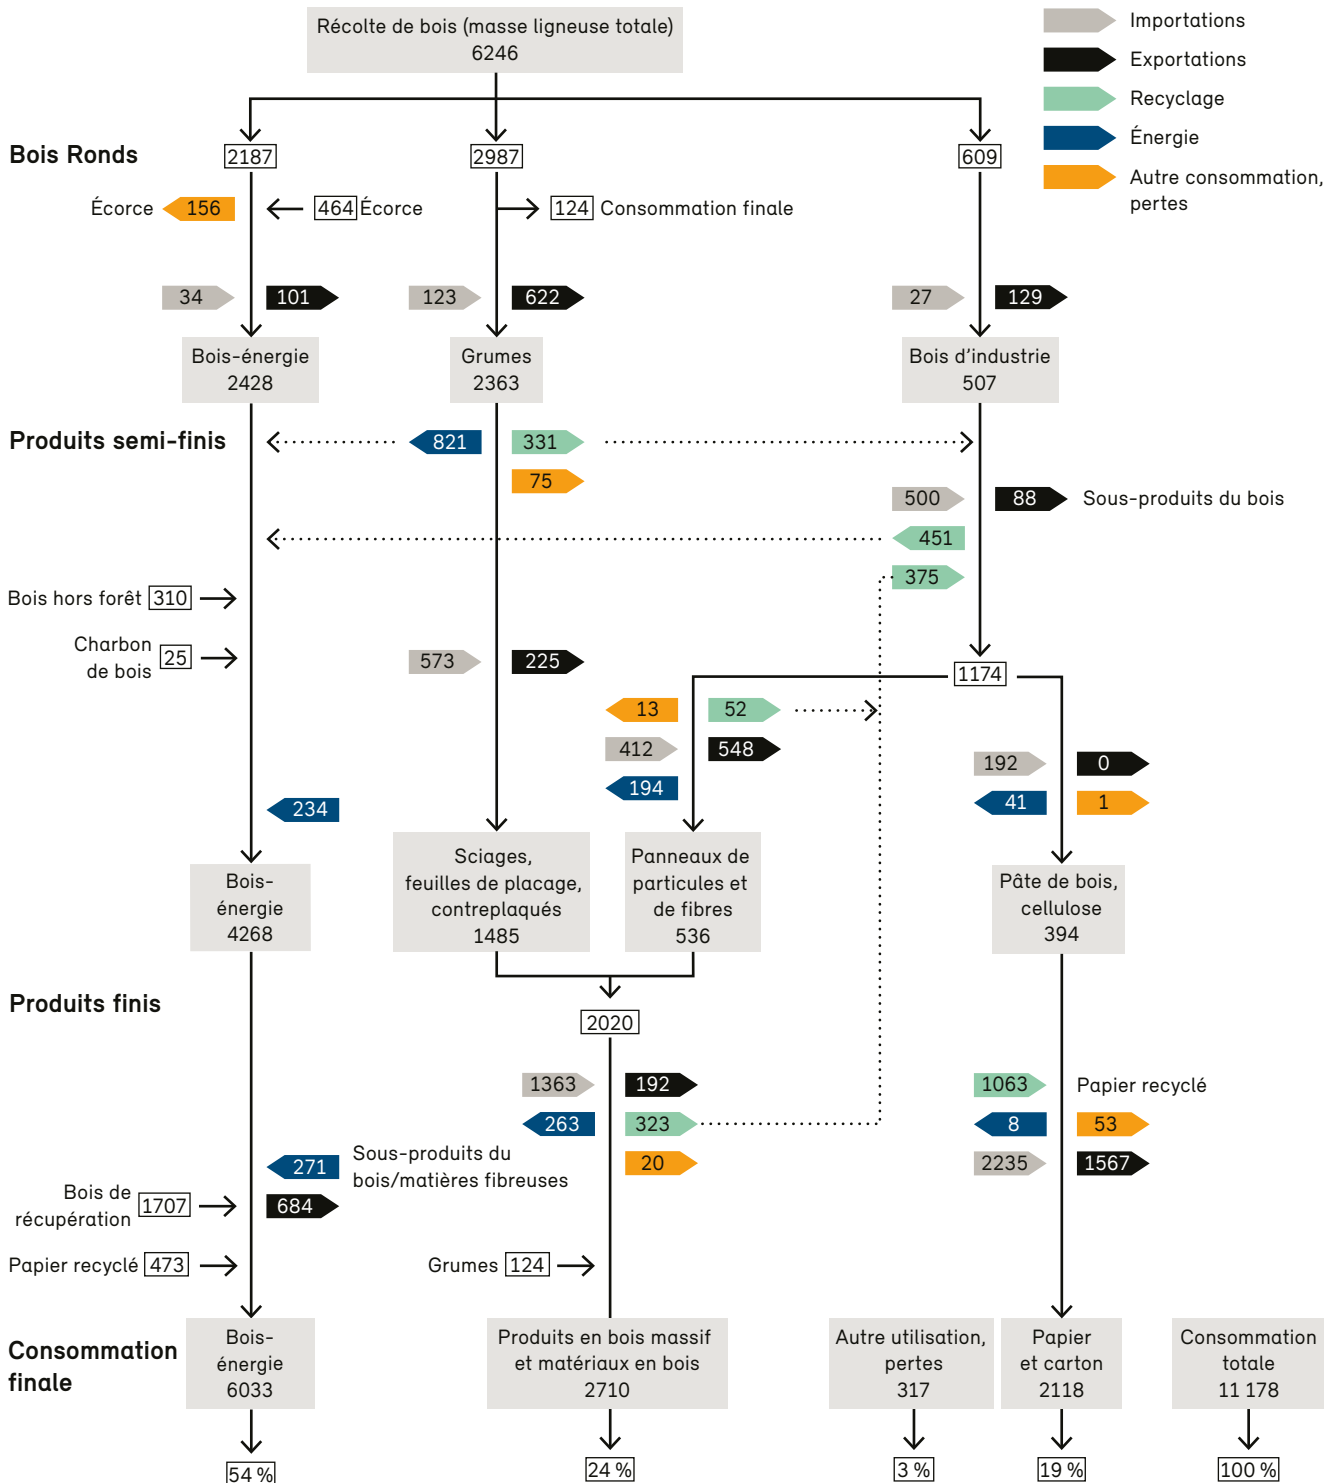 Récolte de bois (masse ligneuse totale)
6246
Importations
Exportations
Recyclage
Énergie
Autre consommation,
pertes
Bois Ronds
2187
2987
609
Écorce
156
464
Écorce
124
Consommation finale
34
101
123
622
27
129
Bois-énergie
2428
Grumes
2363
Bois d'industrie
507
Produits semi-finis
821
331
75
500
88
Sous-produits du bois
451
375
Bois hors forêt
310
Charbon
de bois
25
573
225
1174
13
52
412
548
194
192
0
41
1
234
Bois-
énergie
4268
Sciages,
feuilles de placage,
contreplaqués
1485
Panneaux de
particules et
de fibres
536
Pâte de bois,
cellulose
394
Produits finis
2020
1363
192
263
323
20
1063
Papier recyclé
8
53
2235
1567
271
Sous-produits du
bois/matières fibreuses
Bois de
récupération
1707
684
Papier recyclé
473
Grumes
124
Consommation
finale
Bois-
énergie
6033
Produits en bois massif
et matériaux en bois
2710
Autre utilisation,
pertes
317
Papier
et carton
2118
Consommation
totale
11 178
54 %
24 %
3 %
19 %
100 %